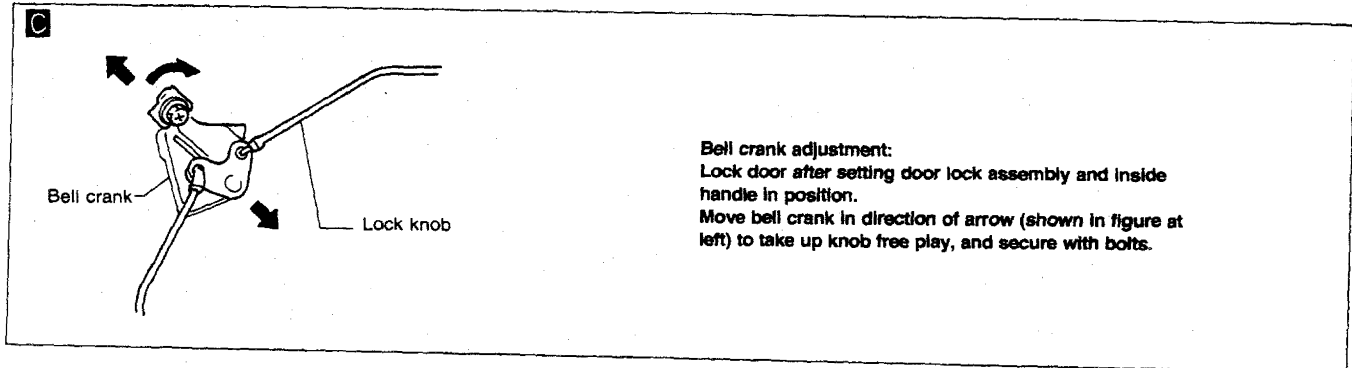 C
Bell crank
Lock knob
Bell crank adjustment:
Lock door after setting door lock assembly and inside
handle in position.
Move bell crank in direction of arrow (shown in figure at
left) to take up knob free play, and secure with bolts.